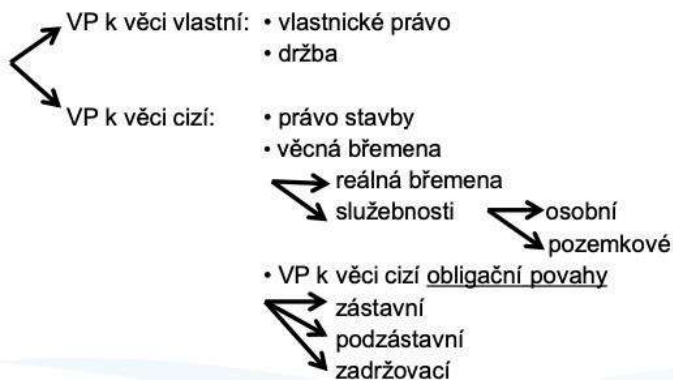 VP k věci vlastní: • vlastnické právo
• držba
VP k věci cizí: • právo stavby
• věcná břemena
reálná břemena
služebnosti osobní
pozemkové
• VP k věci cizí obligační povahy
zástavní
podzástavní
zadržovací